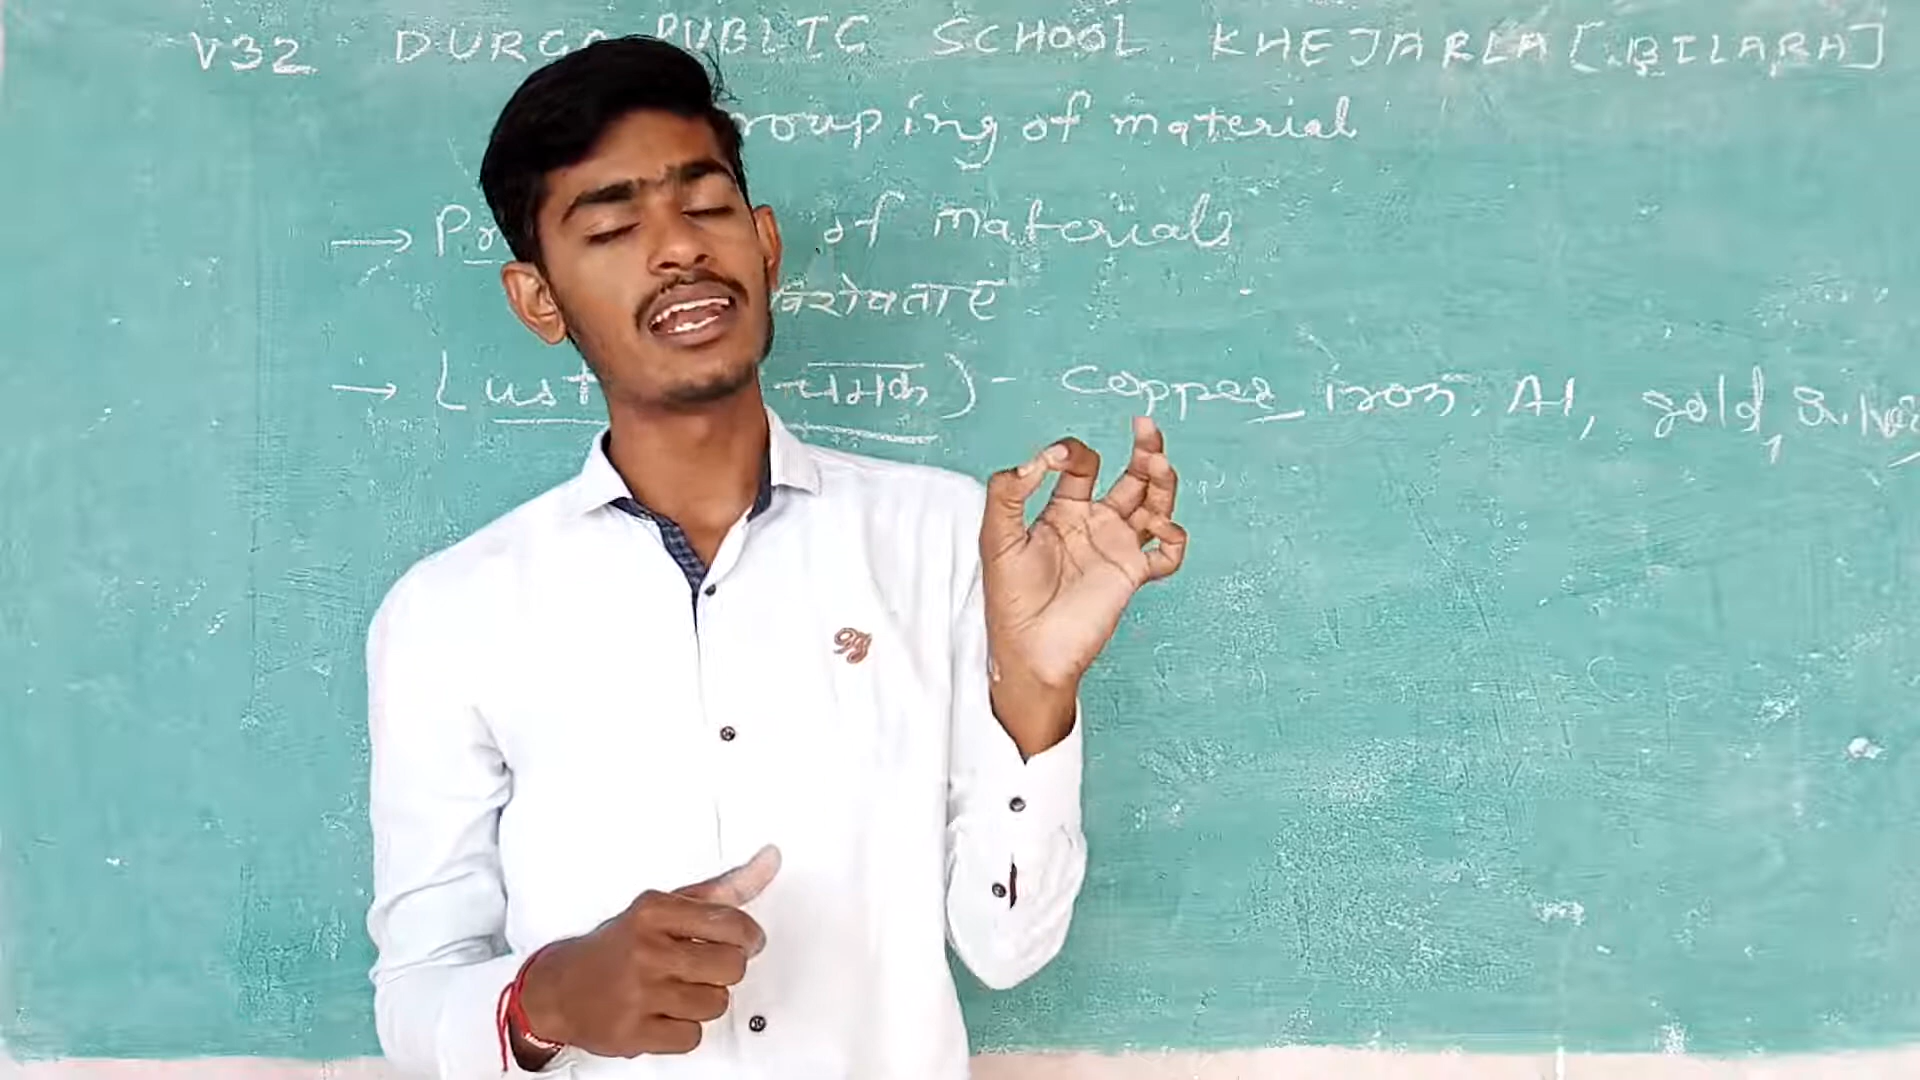 V32 DURGA PUBLIC SCHOOL KHEJARLA [BILARA]
rouping of material
→ Pr of materials
विशेषताएं
→ Lust चमक) - copper, iron, Al, gold, silver